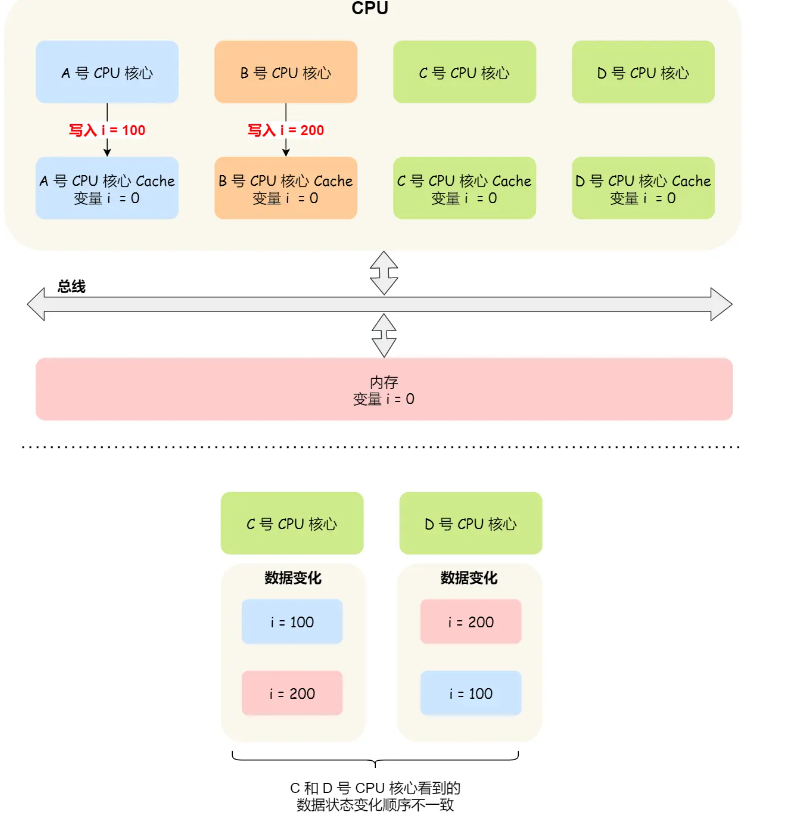 CPU
A 号 CPU 核心
B 号 CPU 核心
C 号 CPU 核心
D 号 CPU 核心
写入 i = 100
写入 i = 200
A 号 CPU 核心 Cache
变量 i = 0
B 号 CPU 核心 Cache
变量 i = 0
C 号 CPU 核心 Cache
变量 i = 0
D 号 CPU 核心 Cache
变量 i = 0
总线
内存
变量 i = 0
C 号 CPU 核心
D 号 CPU 核心
数据变化
i = 100
i = 200
数据变化
i = 200
i = 100
C 和 D 号 CPU 核心看到的
数据状态变化顺序不一致